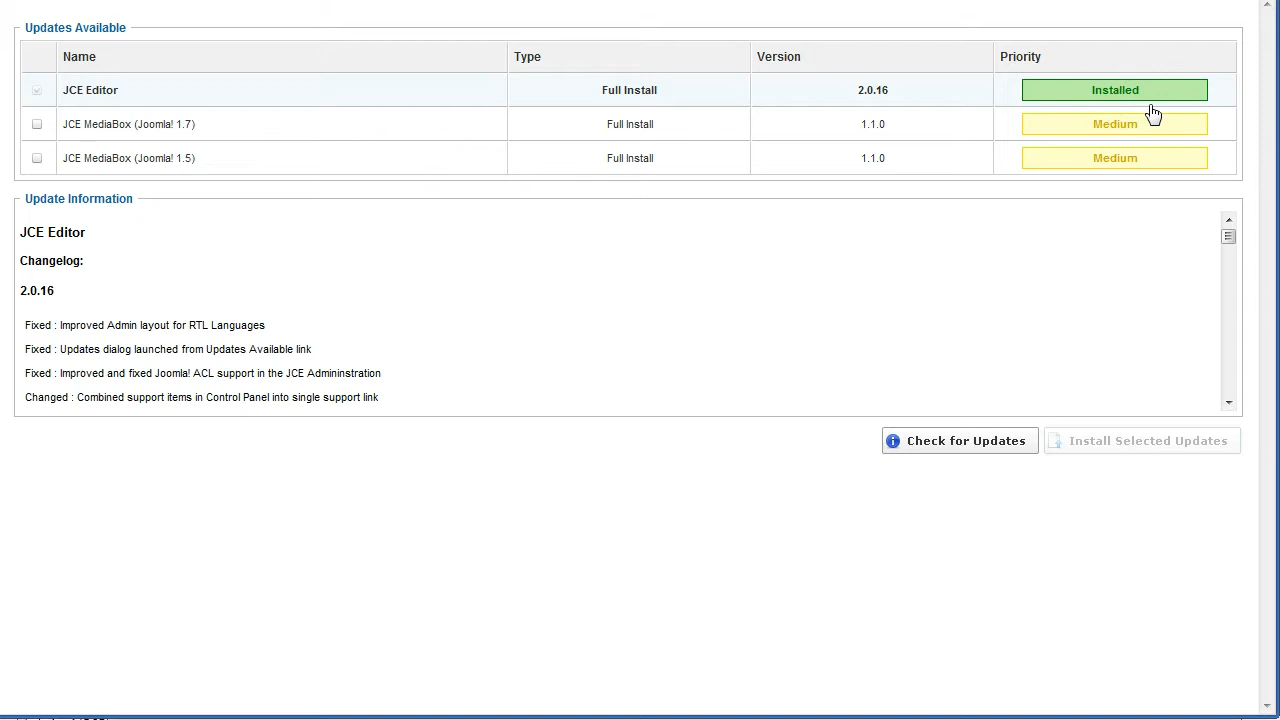 Updates Available
Name Type Version Priority
JCE Editor Full Install 2.0.16 Installed
JCE MediaBox (Joomla! 1.7) Full Install 1.1.0 Medium
JCE MediaBox (Joomla! 1.5) Full Install 1.1.0 Medium
Update Information
JCE Editor
Changelog:
2.0.16
Fixed : Improved Admin layout for RTL Languages
Fixed : Updates dialog launched from Updates Available link
Fixed : Improved and fixed Joomla! ACL support in the JCE Admininstration
Changed : Combined support items in Control Panel into single support link
Check for Updates Install Selected Updates